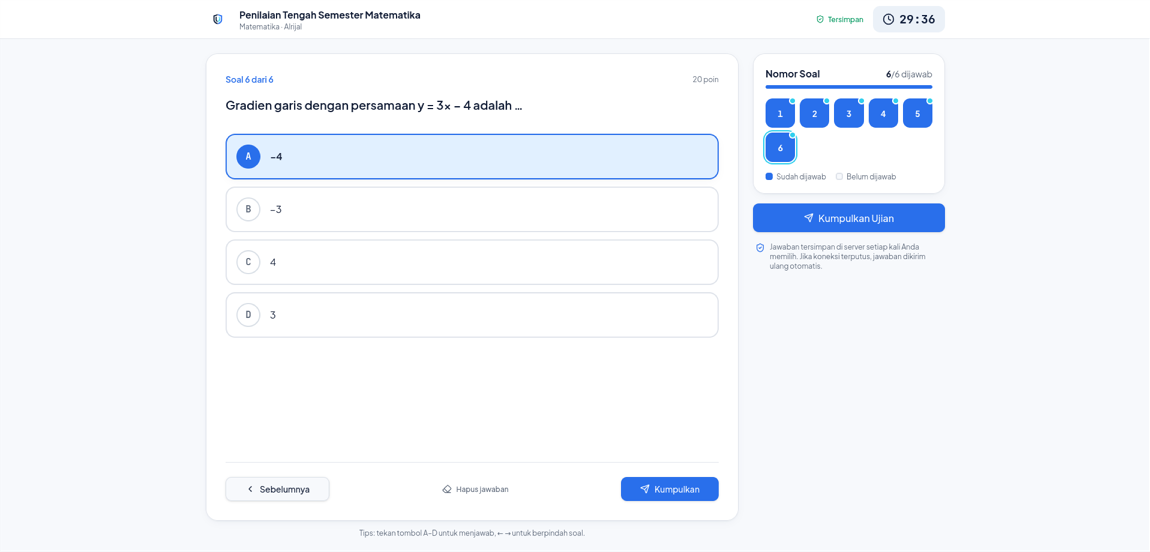 Penilaian Tengah Semester Matematika
Matematika · Alrijal
Tersimpan
29:36
Soal 6 dari 6
20 poin
Gradien garis dengan persamaan y = 3x − 4 adalah ...
A −4
B −3
C 4
D 3
Sebelumnya
Hapus jawaban
Kumpulkan
Tips: tekan tombol A–D untuk menjawab, ← → untuk berpindah soal.
Nomor Soal
6/6 dijawab
1 2 3 4 5
6
Sudah dijawab Belum dijawab
Kumpulkan Ujian
Jawaban tersimpan di server setiap kali Anda
memilih. Jika koneksi terputus, jawaban dikirim
ulang otomatis.